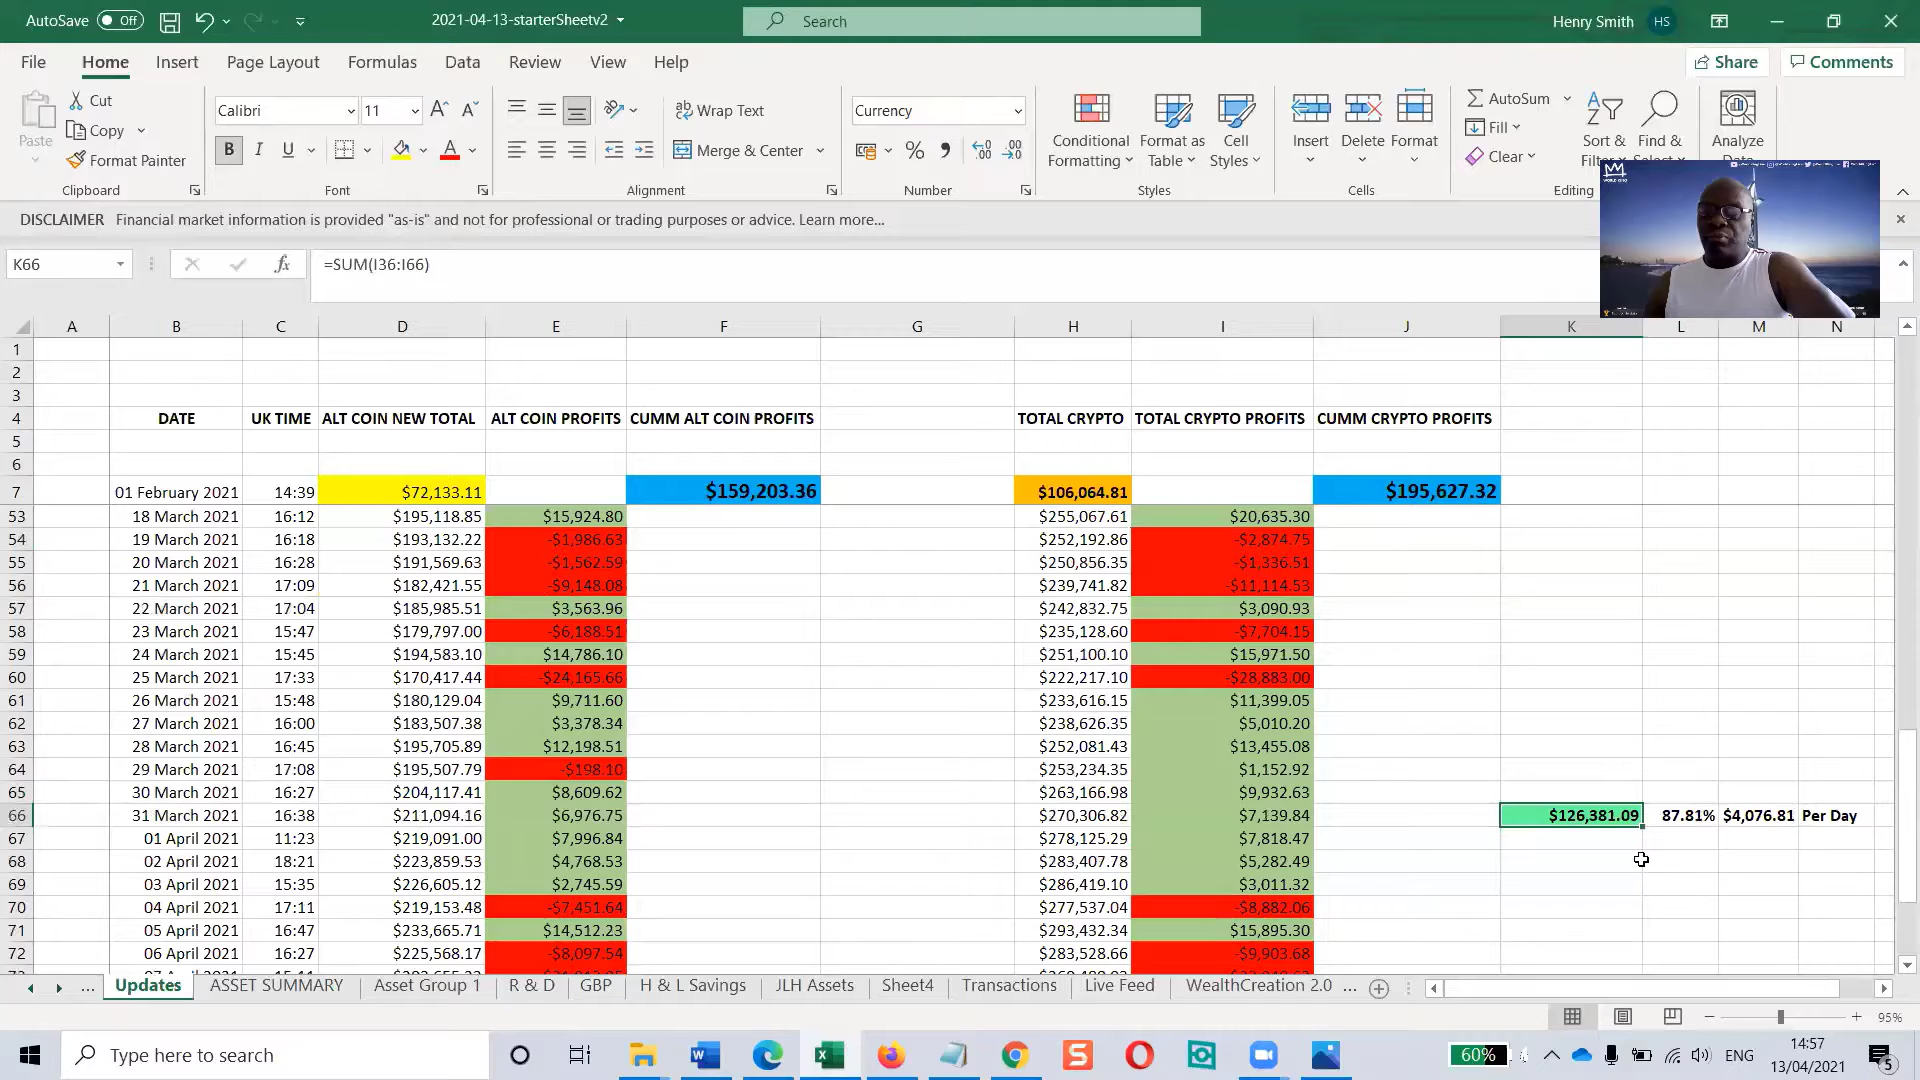 AutoSave Off 2021-04-13-starterSheetv2 Search Henry Smith HS
File Home Insert Page Layout Formulas Data Review View Help Share Comments
Paste Cut Copy Format Painter Clipboard
Calibri 11 B I U A Font
Wrap Text Merge & Center Alignment
Currency % Number
Conditional Formatting Format as Table Cell Styles Styles
Insert Delete Format Cells
AutoSum Fill Clear Sort & Filter Find & Select Analyze Editing
DISCLAIMER Financial market information is provided "as-is" and not for professional or trading purposes or advice. Learn more...
K66 fx =SUM(I36:I66)
A B C D E F G H I J K L M N
1
2
3
4 DATE UK TIME ALT COIN NEW TOTAL ALT COIN PROFITS CUMM ALT COIN PROFITS TOTAL CRYPTO TOTAL CRYPTO PROFITS CUMM CRYPTO PROFITS
5
6
7 01 February 2021 14:39 $72,133.11 $159,203.36 $106,064.81 $195,627.32
53 18 March 2021 16:12 $195,118.85 $15,924.80 $255,067.61 $20,635.30
54 19 March 2021 16:18 $193,132.22 -$1,986.63 $252,192.86 -$2,874.75
55 20 March 2021 16:28 $191,569.63 -$1,562.59 $250,856.35 -$1,336.51
56 21 March 2021 17:09 $182,421.55 -$9,148.08 $239,741.82 -$11,114.53
57 22 March 2021 17:04 $185,985.51 $3,563.96 $242,832.75 $3,090.93
58 23 March 2021 15:47 $179,797.00 -$6,188.51 $235,128.60 -$7,704.15
59 24 March 2021 15:45 $194,583.10 $14,786.10 $251,100.10 $15,971.50
60 25 March 2021 17:33 $170,417.44 -$24,165.66 $222,217.10 -$28,883.00
61 26 March 2021 15:48 $180,129.04 $9,711.60 $233,616.15 $11,399.05
62 27 March 2021 16:00 $183,507.38 $3,378.34 $238,626.35 $5,010.20
63 28 March 2021 16:45 $195,705.89 $12,198.51 $252,081.43 $13,455.08
64 29 March 2021 17:08 $195,507.79 -$198.10 $253,234.35 $1,152.92
65 30 March 2021 16:27 $204,117.41 $8,609.62 $263,166.98 $9,932.63
66 31 March 2021 16:38 $211,094.16 $6,976.75 $270,306.82 $7,139.84 $126,381.09 87.81% $4,076.81 Per Day
67 01 April 2021 11:23 $219,091.00 $7,996.84 $278,125.29 $7,818.47
68 02 April 2021 18:21 $223,859.53 $4,768.53 $283,407.78 $5,282.49
69 03 April 2021 15:35 $226,605.12 $2,745.59 $286,419.10 $3,011.32
70 04 April 2021 17:11 $219,153.48 -$7,451.64 $277,537.04 -$8,882.06
71 05 April 2021 16:47 $233,665.71 $14,512.23 $293,432.34 $15,895.30
72 06 April 2021 16:27 $225,568.17 -$8,097.54 $283,528.66 -$9,903.68
... Updates ASSET SUMMARY Asset Group 1 R & D GBP H & L Savings JLH Assets Sheet4 Transactions Live Feed WealthCreation 2.0 ...
95%
Type here to search 60% ENG 14:57
13/04/2021 5